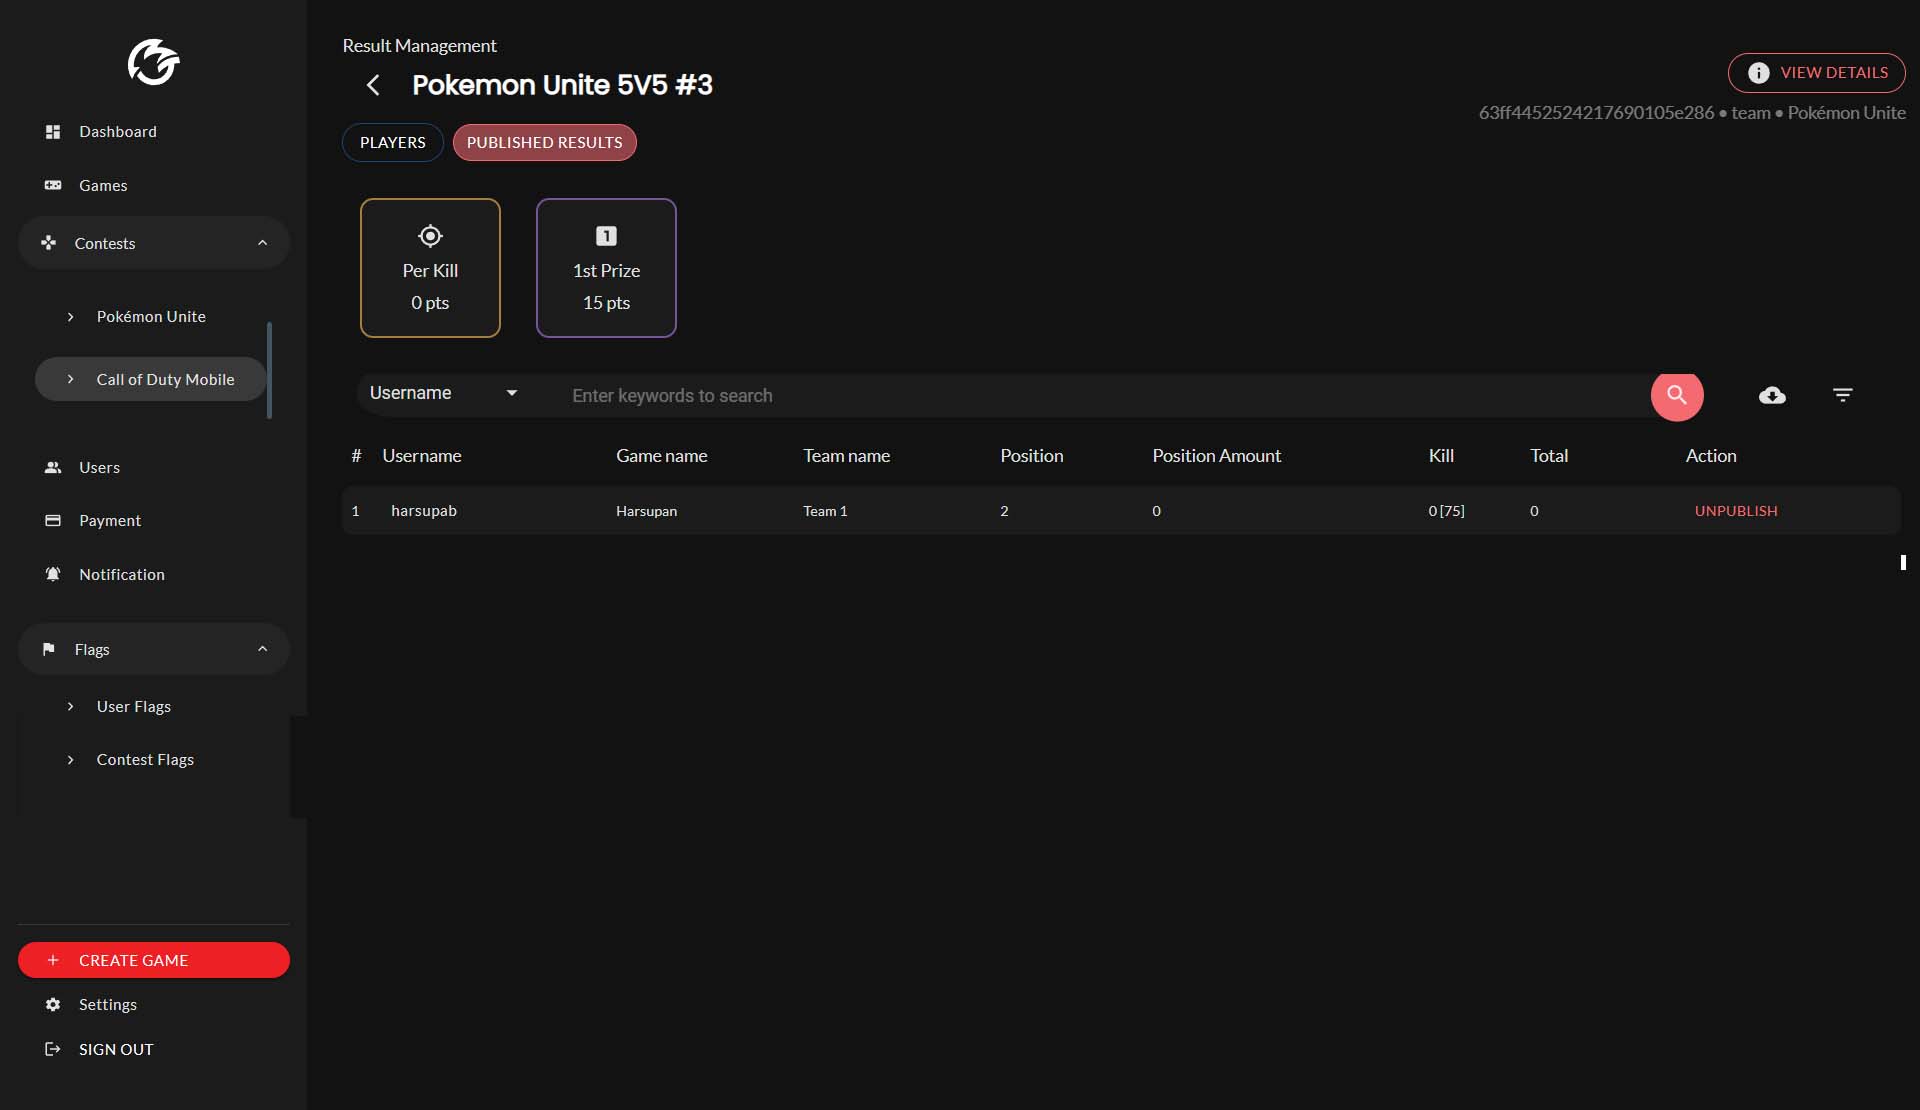 Dashboard
Games
Contests
Pokémon Unite
Call of Duty Mobile
Users
Payment
Notification
Flags
User Flags
Contest Flags
CREATE GAME
Settings
SIGN OUT
Result Management
Pokemon Unite 5V5 #3
VIEW DETAILS
63ff4452524217690105e286 • team • Pokémon Unite
PLAYERS PUBLISHED RESULTS
Per Kill
0 pts
1
1st Prize
15 pts
Username Enter keywords to search
# Username Game name Team name Position Position Amount Kill Total Action
1 harsupab Harsupan Team 1 2 0 0 [75] 0 UNPUBLISH